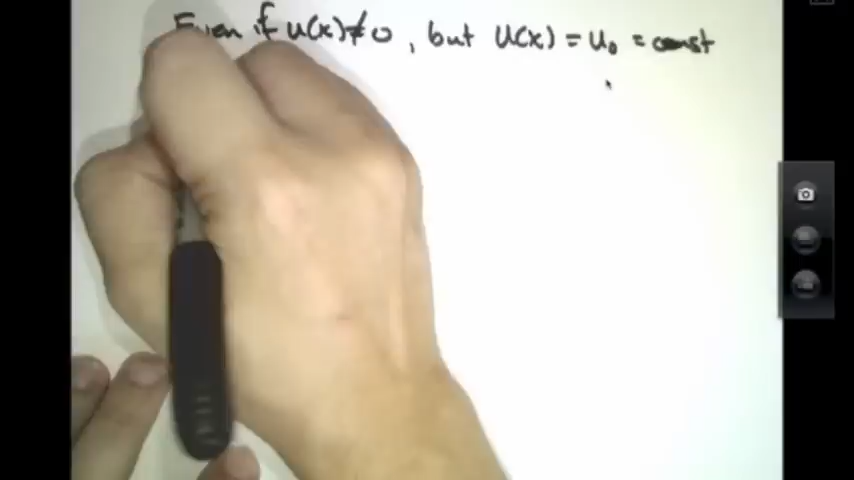 Even if u(x)≠0, but U(x) = u₀ = const